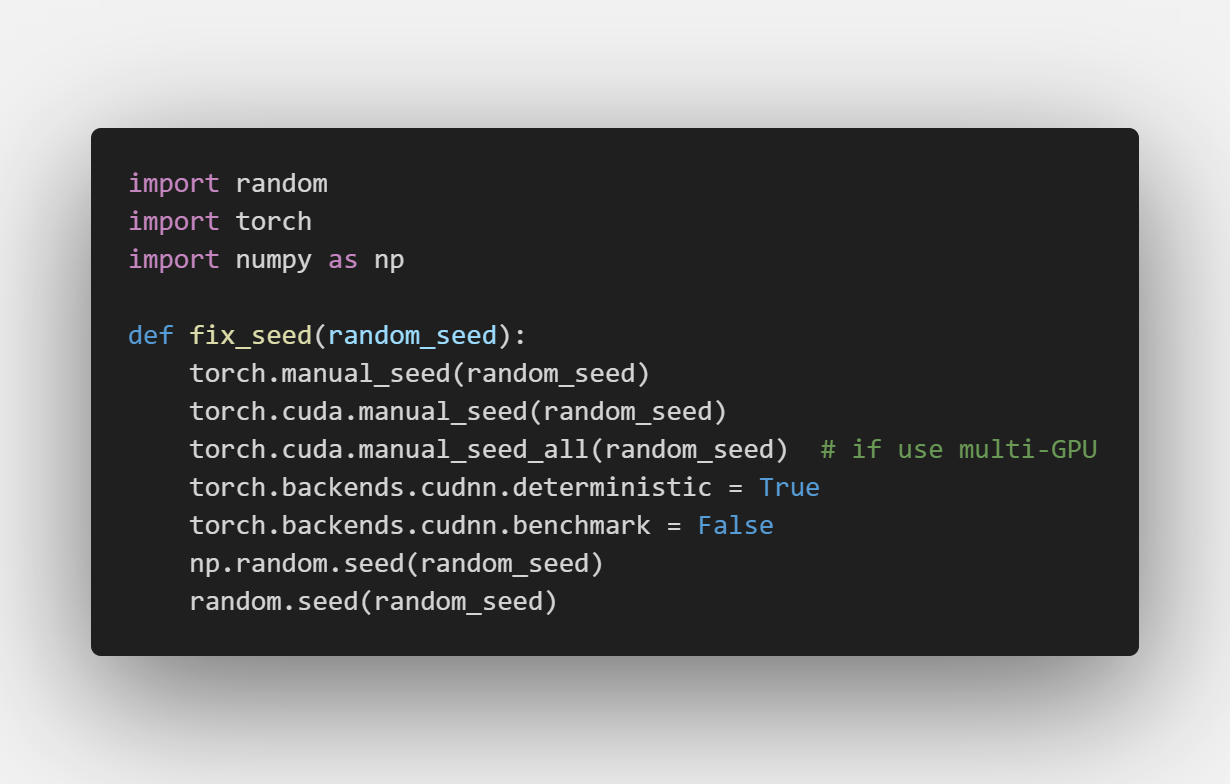 import random
import torch
import numpy as np

def fix_seed(random_seed):
    torch.manual_seed(random_seed)
    torch.cuda.manual_seed(random_seed)
    torch.cuda.manual_seed_all(random_seed)  # if use multi-GPU
    torch.backends.cudnn.deterministic = True
    torch.backends.cudnn.benchmark = False
    np.random.seed(random_seed)
    random.seed(random_seed)